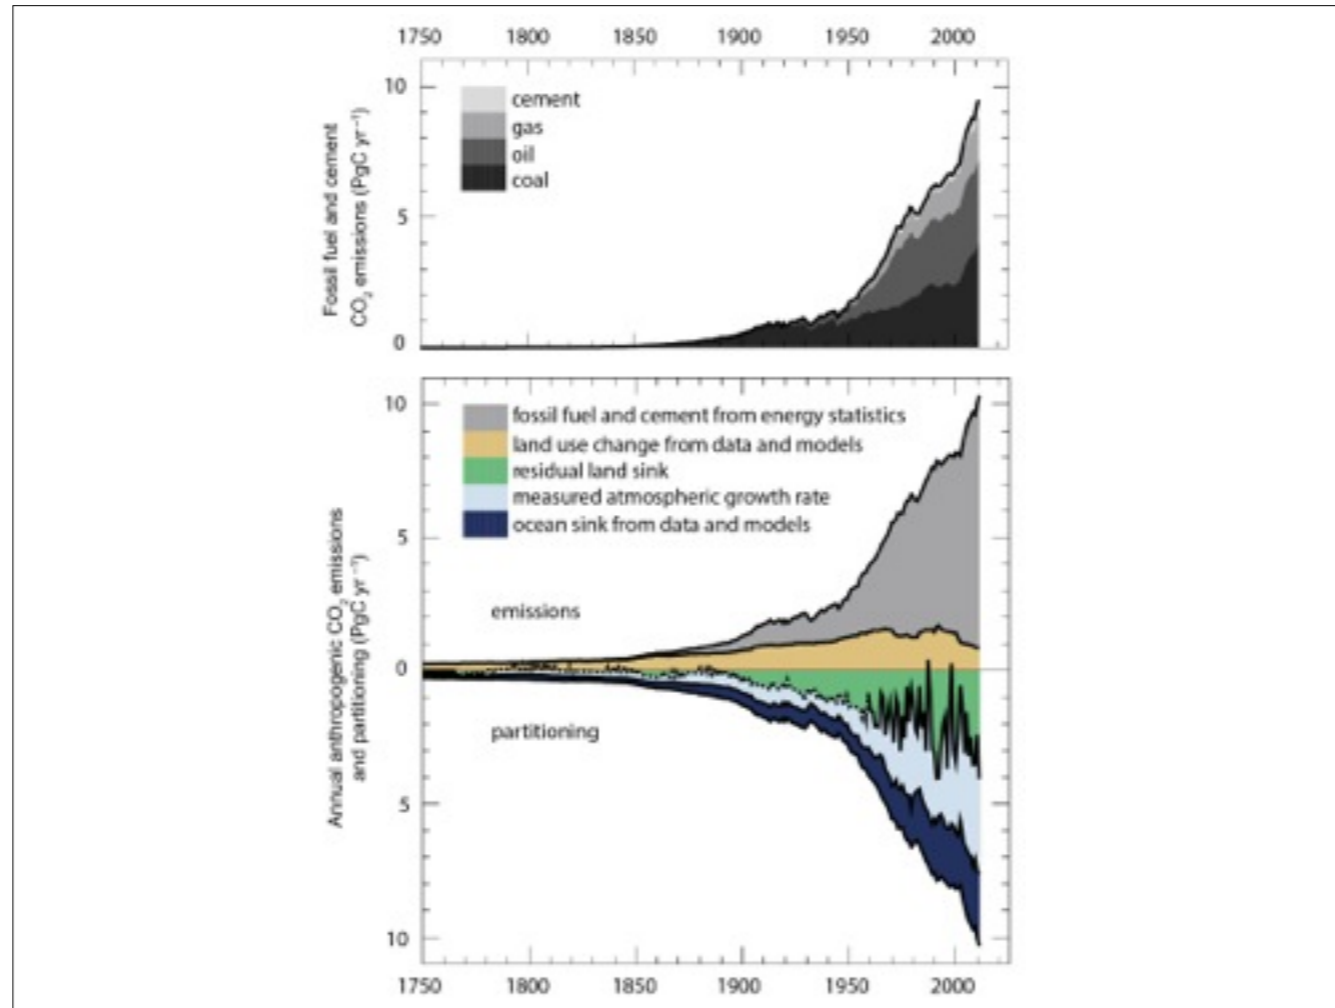 1750 1800 1850 1900 1950 2000
Fossil fuel and cement
CO₂ emissions (PgC yr⁻¹)
10
5
0
cement
gas
oil
coal
Annual anthropogenic CO₂ emissions
and partitioning (PgC yr⁻¹)
10
5
0
5
10
fossil fuel and cement from energy statistics
land use change from data and models
residual land sink
measured atmospheric growth rate
ocean sink from data and models
emissions
partitioning
1750 1800 1850 1900 1950 2000